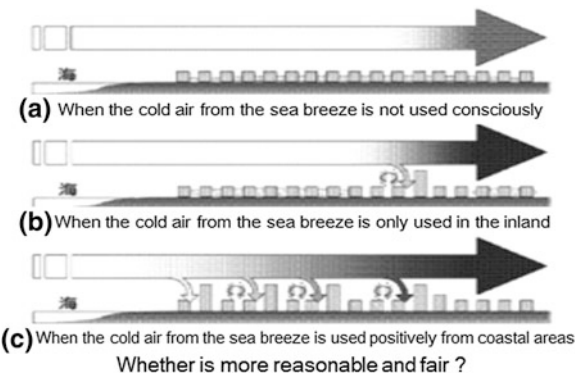 海
(a) When the cold air from the sea breeze is not used consciously
海
(b) When the cold air from the sea breeze is only used in the inland
海
(c) When the cold air from the sea breeze is used positively from coastal areas
Whether is more reasonable and fair ?